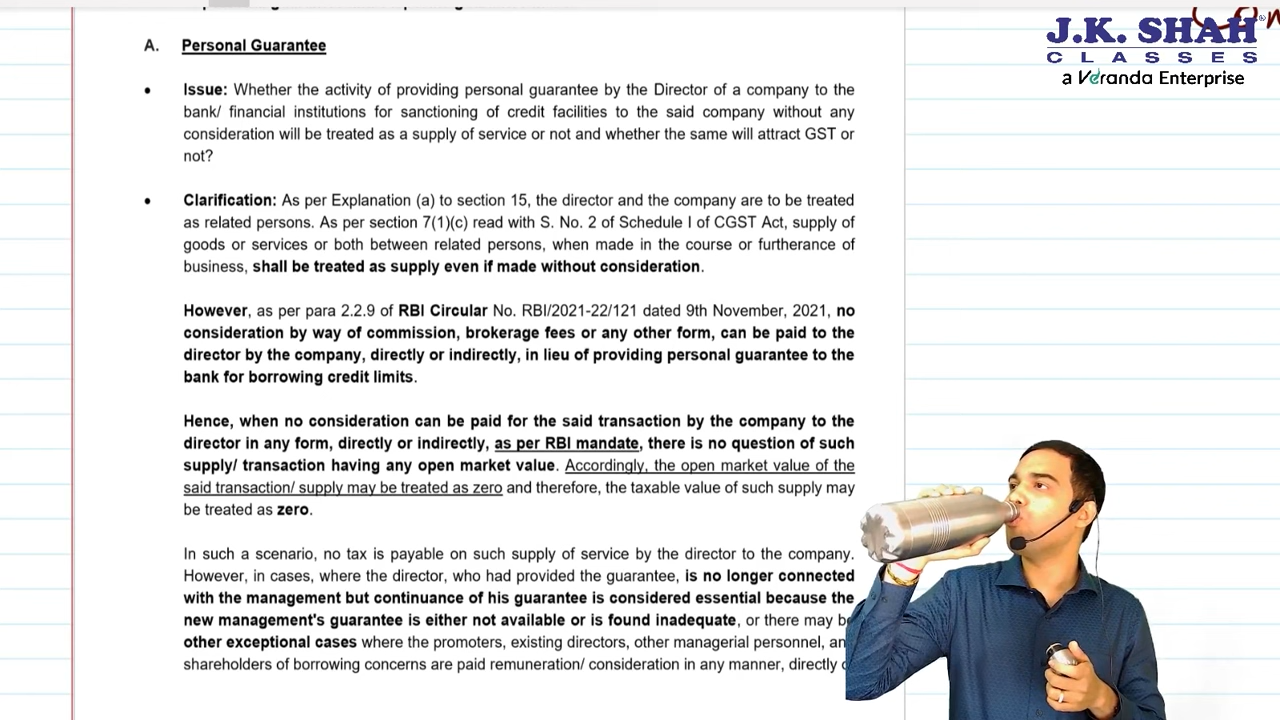 A. Personal Guarantee
J.K. SHAH®
CLASSES
a Veranda Enterprise
• Issue: Whether the activity of providing personal guarantee by the Director of a company to the
bank/ financial institutions for sanctioning of credit facilities to the said company without any
consideration will be treated as a supply of service or not and whether the same will attract GST or
not?
• Clarification: As per Explanation (a) to section 15, the director and the company are to be treated
as related persons. As per section 7(1)(c) read with S. No. 2 of Schedule I of CGST Act, supply of
goods or services or both between related persons, when made in the course or furtherance of
business, shall be treated as supply even if made without consideration.
However, as per para 2.2.9 of RBI Circular No. RBI/2021-22/121 dated 9th November, 2021, no
consideration by way of commission, brokerage fees or any other form, can be paid to the
director by the company, directly or indirectly, in lieu of providing personal guarantee to the
bank for borrowing credit limits.
Hence, when no consideration can be paid for the said transaction by the company to the
director in any form, directly or indirectly, as per RBI mandate, there is no question of such
supply/ transaction having any open market value. Accordingly, the open market value of the
said transaction/ supply may be treated as zero and therefore, the taxable value of such supply may
be treated as zero.
In such a scenario, no tax is payable on such supply of service by the director to the company.
However, in cases, where the director, who had provided the guarantee, is no longer connected
with the management but continuance of his guarantee is considered essential because the
new management's guarantee is either not available or is found inadequate, or there may
other exceptional cases where the promoters, existing directors, other managerial personnel,
shareholders of borrowing concerns are paid remuneration/ consideration in any manner, directly